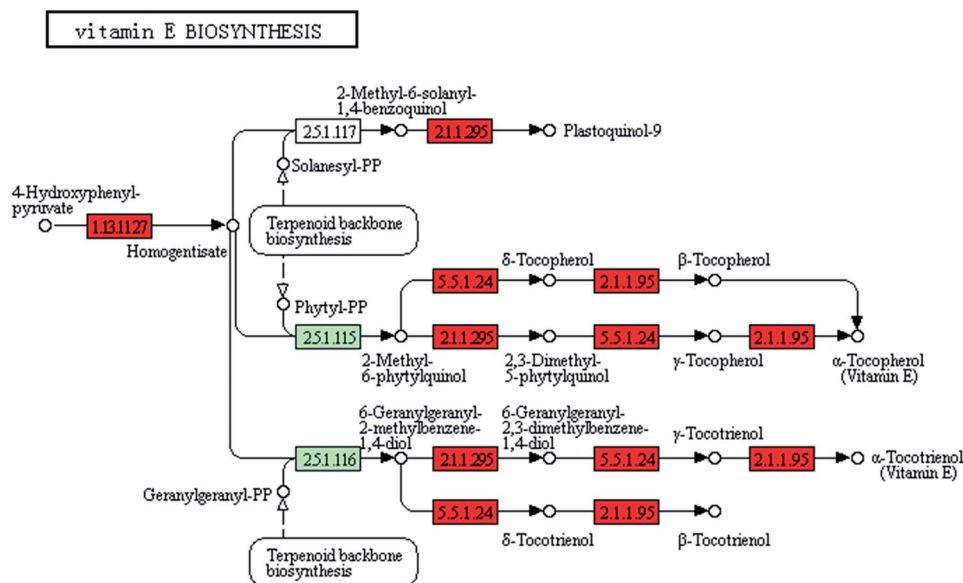 vitamin E BIOSYNTHESIS
2-Methyl-6-solanyl-
1,4-benzoquinol
2.5.1.117
2.1.1.295
Plastoquinol-9
Solanesyl-PP
4-Hydroxyphenyl-
pyruvate
1.13.11.27
Homogentisate
Terpenoid backbone
biosynthesis
Phytyl-PP
5.5.1.24
δ-Tocopherol
2.1.1.95
β-Tocopherol
2.5.1.115
2-Methyl-
6-phytylquinol
2.1.1.295
2,3-Dimethyl-
5-phytylquinol
5.5.1.24
γ-Tocopherol
2.1.1.95
α-Tocopherol
(Vitamin E)
6-Geranylgeranyl-
2-methylbenzene-
1,4-diol
6-Geranylgeranyl-
2,3-dimethylbenzene-
1,4-diol
γ-Tocotrienol
2.5.1.116
2.1.1.295
5.5.1.24
2.1.1.95
α-Tocotrienol
(Vitamin E)
Geranylgeranyl-PP
5.5.1.24
δ-Tocotrienol
2.1.1.95
β-Tocotrienol
Terpenoid backbone
biosynthesis